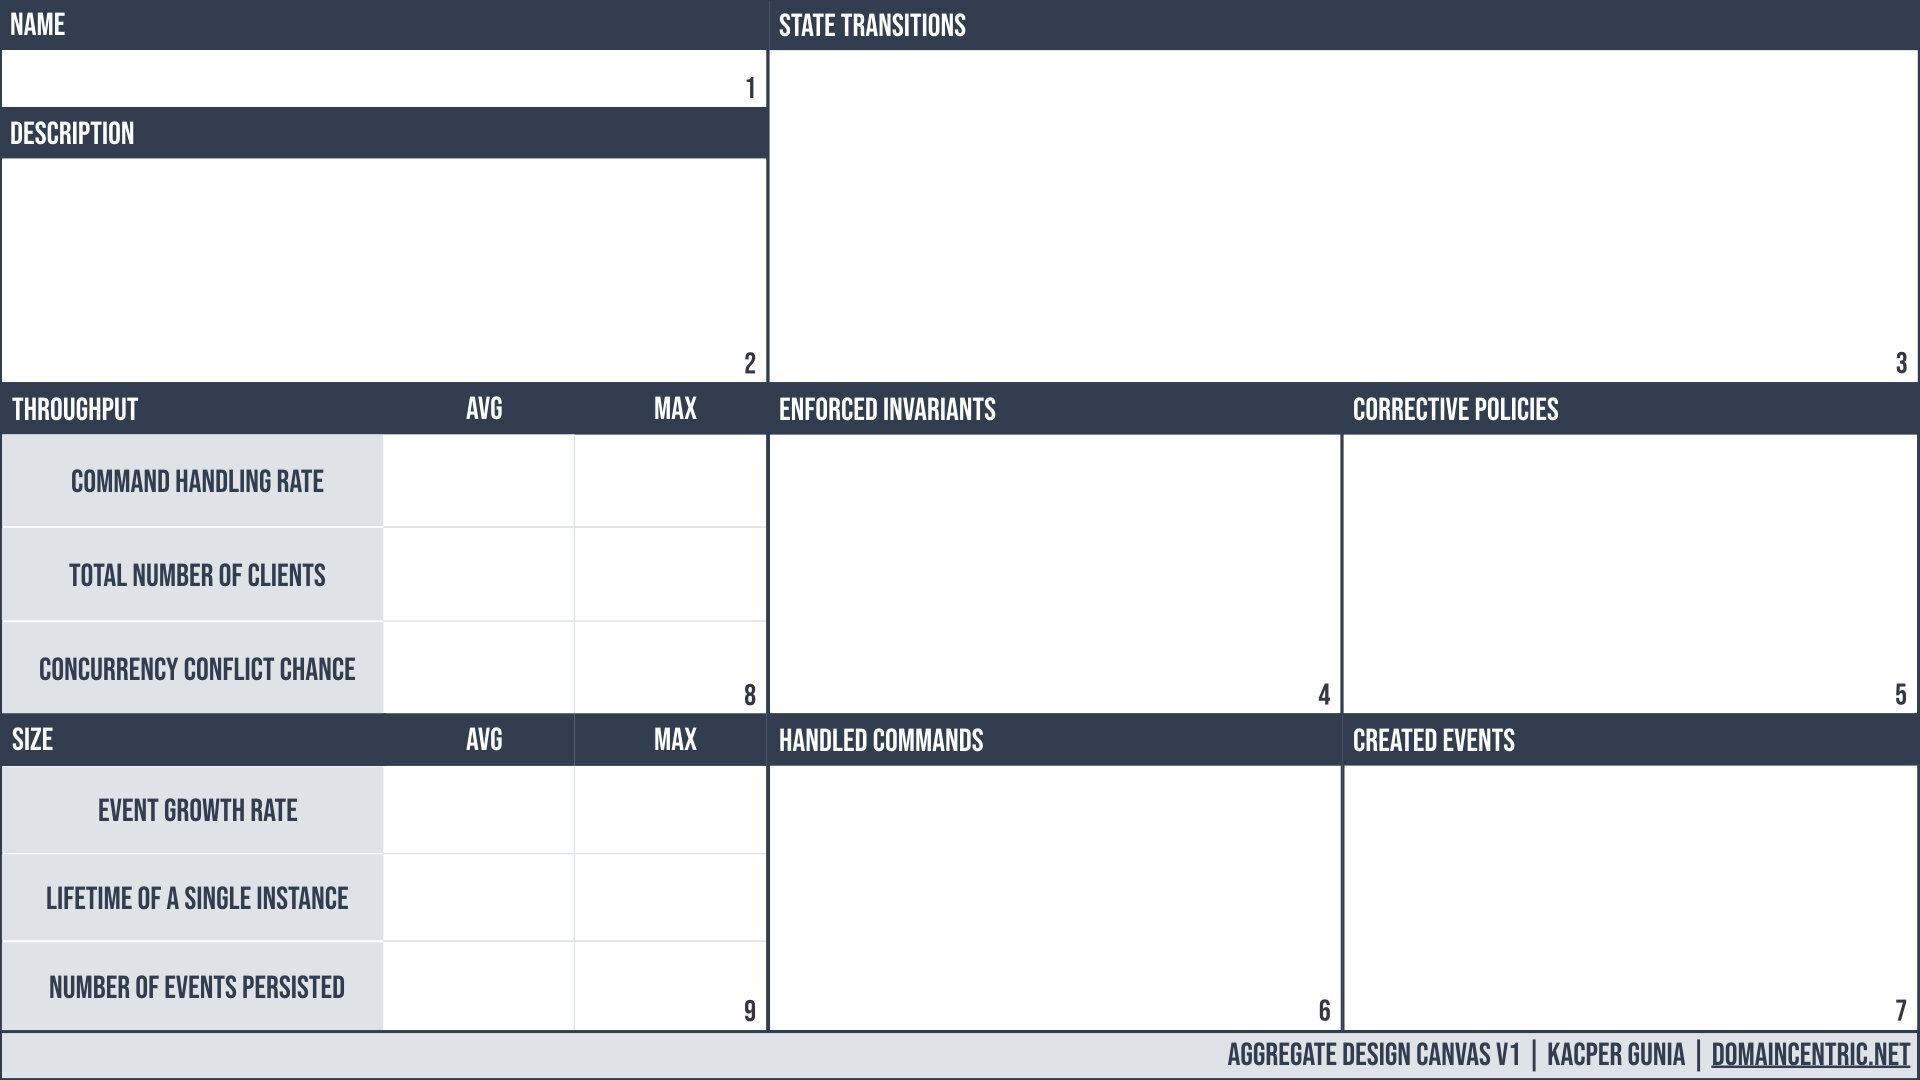 NAME
1
DESCRIPTION
2
STATE TRANSITIONS
3
THROUGHPUT AVG MAX
COMMAND HANDLING RATE
TOTAL NUMBER OF CLIENTS
CONCURRENCY CONFLICT CHANCE
8
ENFORCED INVARIANTS
4
CORRECTIVE POLICIES
5
SIZE AVG MAX
EVENT GROWTH RATE
LIFETIME OF A SINGLE INSTANCE
NUMBER OF EVENTS PERSISTED
9
HANDLED COMMANDS
6
CREATED EVENTS
7
AGGREGATE DESIGN CANVAS V1 | KACPER GUNIA | DOMAINCENTRIC.NET